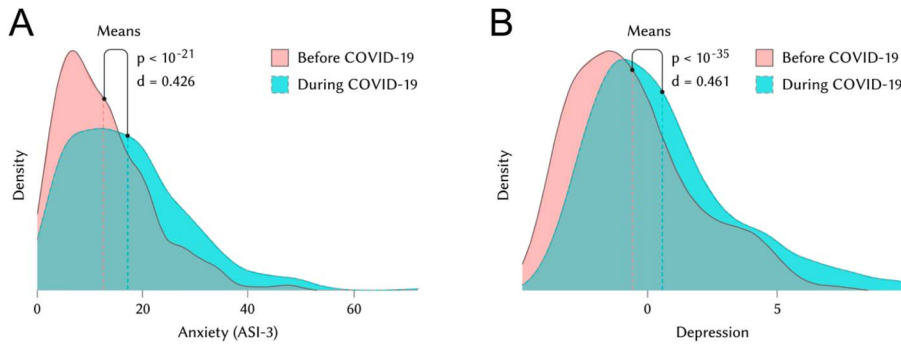 A
Means
p < 10⁻²¹
d = 0.426
Before COVID-19
During COVID-19
Density
0
20
40
60
Anxiety (ASI-3)
B
Means
p < 10⁻³⁵
d = 0.461
Before COVID-19
During COVID-19
Density
0
5
Depression